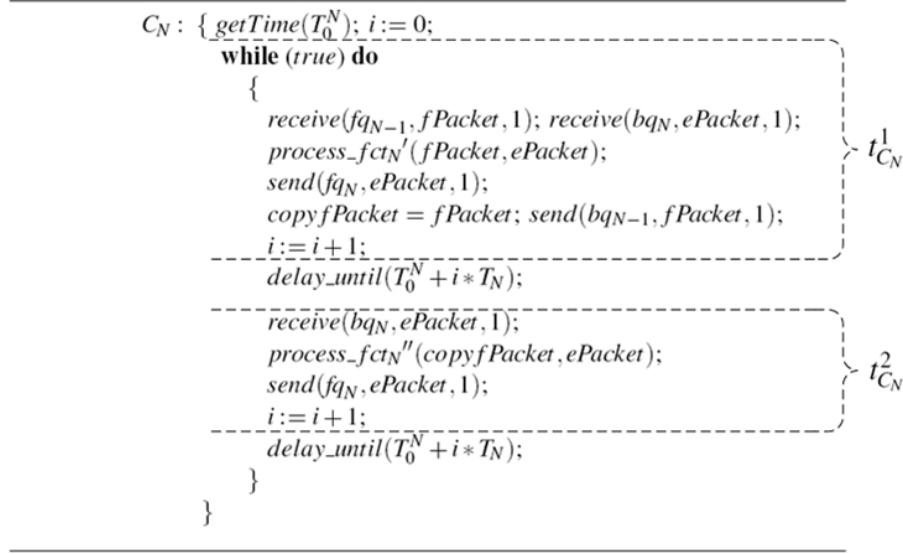 C_N : { getTime(T_0^N); i := 0;
while (true) do
{
receive(fq_{N−1}, fPacket, 1); receive(bq_N, ePacket, 1);
process_fct_N′(fPacket, ePacket);
send(fq_N, ePacket, 1);
copyfPacket = fPacket; send(bq_{N−1}, fPacket, 1);
i := i + 1;
t_{C_N}^1
delay_until(T_0^N + i ∗ T_N);
receive(bq_N, ePacket, 1);
process_fct_N″(copyfPacket, ePacket);
send(fq_N, ePacket, 1);
i := i + 1;
t_{C_N}^2
delay_until(T_0^N + i ∗ T_N);
}
}